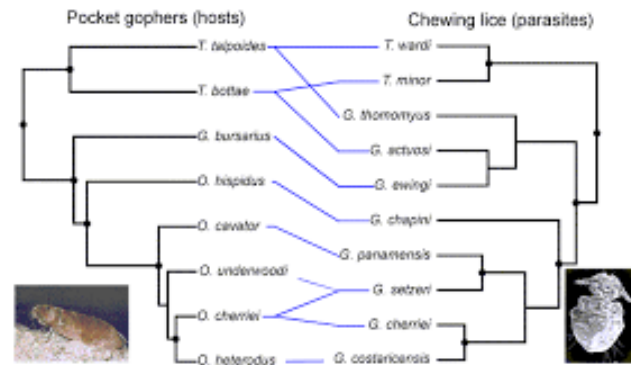 Pocket gophers (hosts) Chewing lice (parasites)
T. talpoides T. wardi
T. bottae T. minor
G. thomomyus
G. bursarius G. actuosi
G. ewingi
O. hispidus G. chapini
O. cavator G. panamensis
O. underwoodi G. setzeri
O. cherriei G. cherriei
O. heterodus G. costaricensis